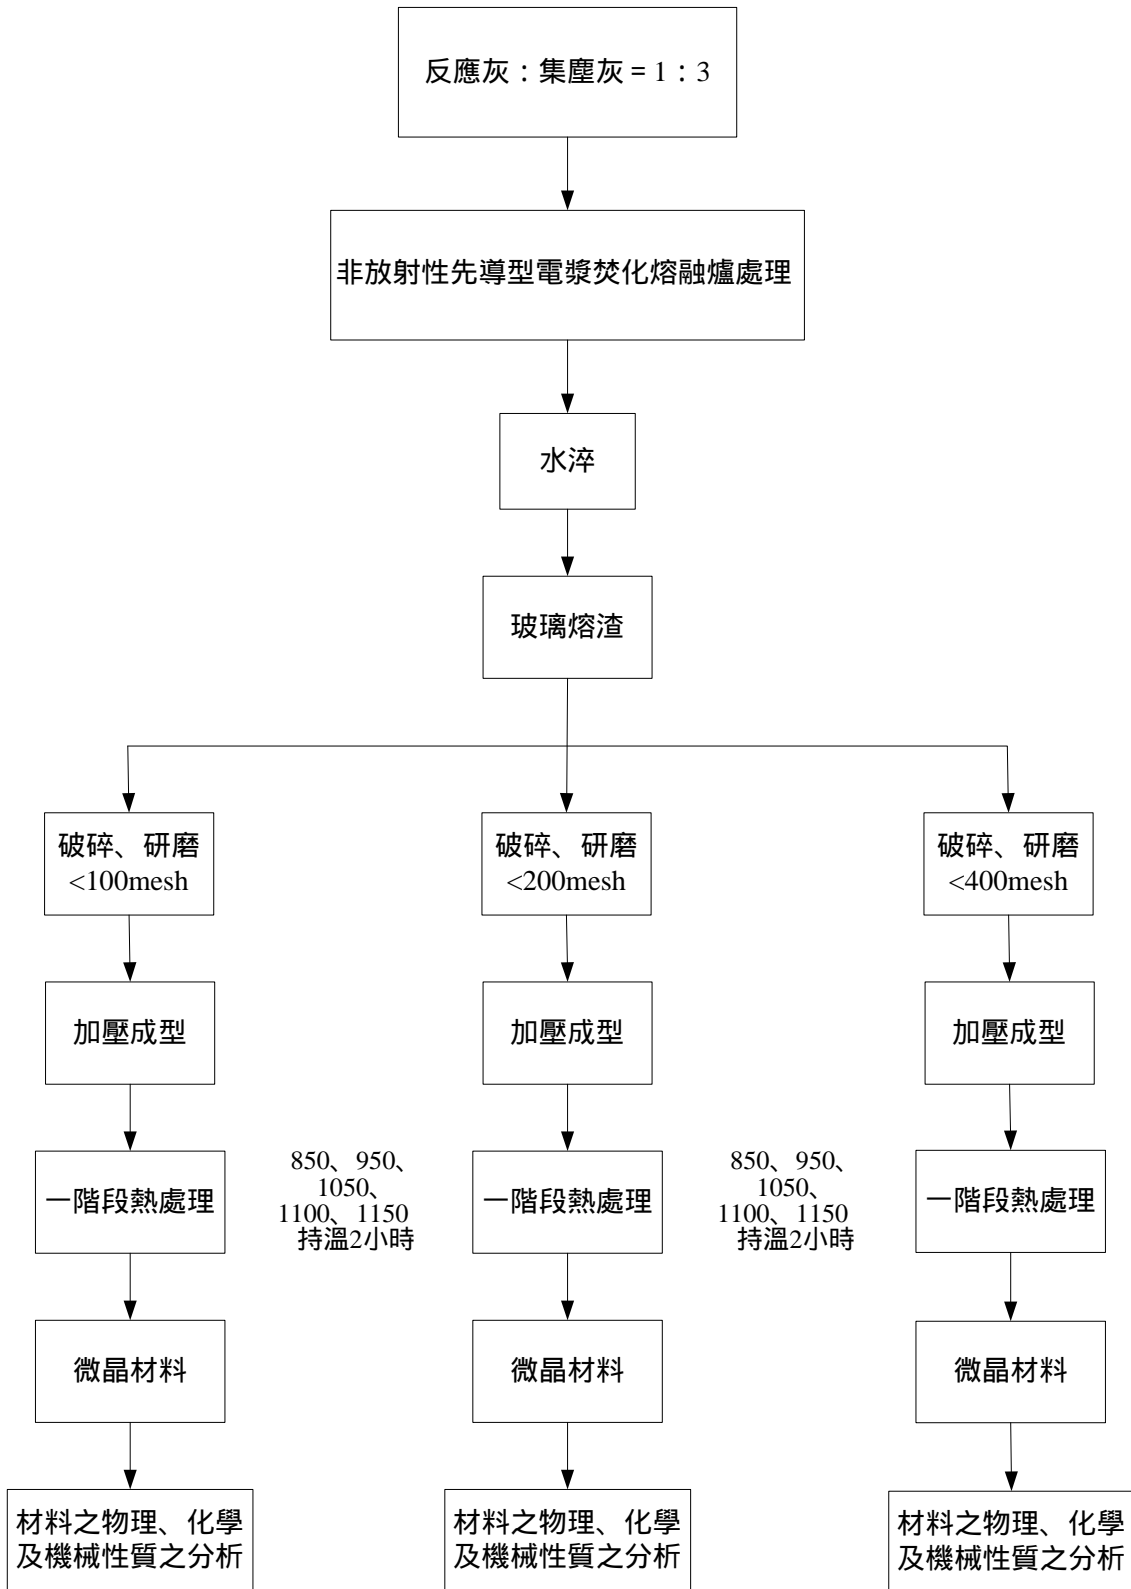 反應灰：集塵灰 = 1：3
非放射性先導型電漿焚化熔融爐處理
水淬
玻璃熔渣
破碎、研磨
<100mesh
破碎、研磨
<200mesh
破碎、研磨
<400mesh
加壓成型
加壓成型
加壓成型
一階段熱處理
850、950、
1050、
1100、1150
持溫2小時
一階段熱處理
850、950、
1050、
1100、1150
持溫2小時
一階段熱處理
微晶材料
微晶材料
微晶材料
材料之物理、化學
及機械性質之分析
材料之物理、化學
及機械性質之分析
材料之物理、化學
及機械性質之分析